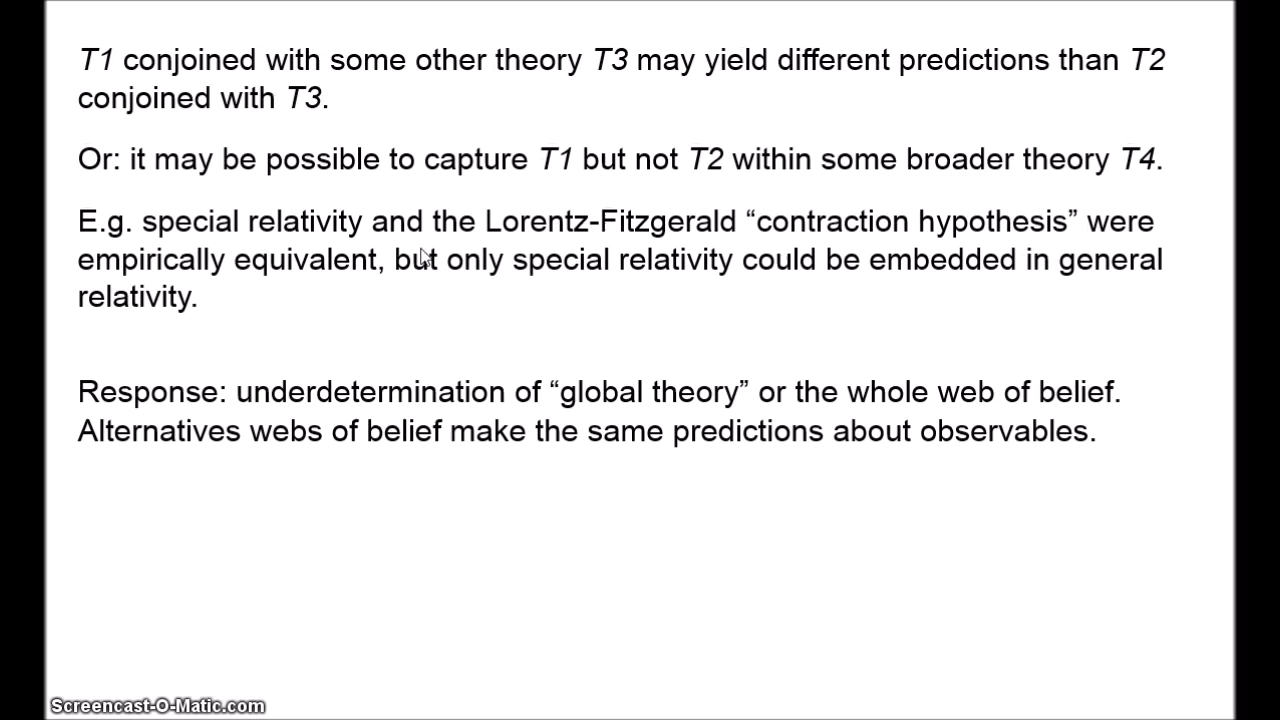 T1 conjoined with some other theory T3 may yield different predictions than T2
conjoined with T3.
Or: it may be possible to capture T1 but not T2 within some broader theory T4.
E.g. special relativity and the Lorentz-Fitzgerald “contraction hypothesis” were
empirically equivalent, but only special relativity could be embedded in general
relativity.
Response: underdetermination of “global theory” or the whole web of belief.
Alternatives webs of belief make the same predictions about observables.
Screencast-O-Matic.com